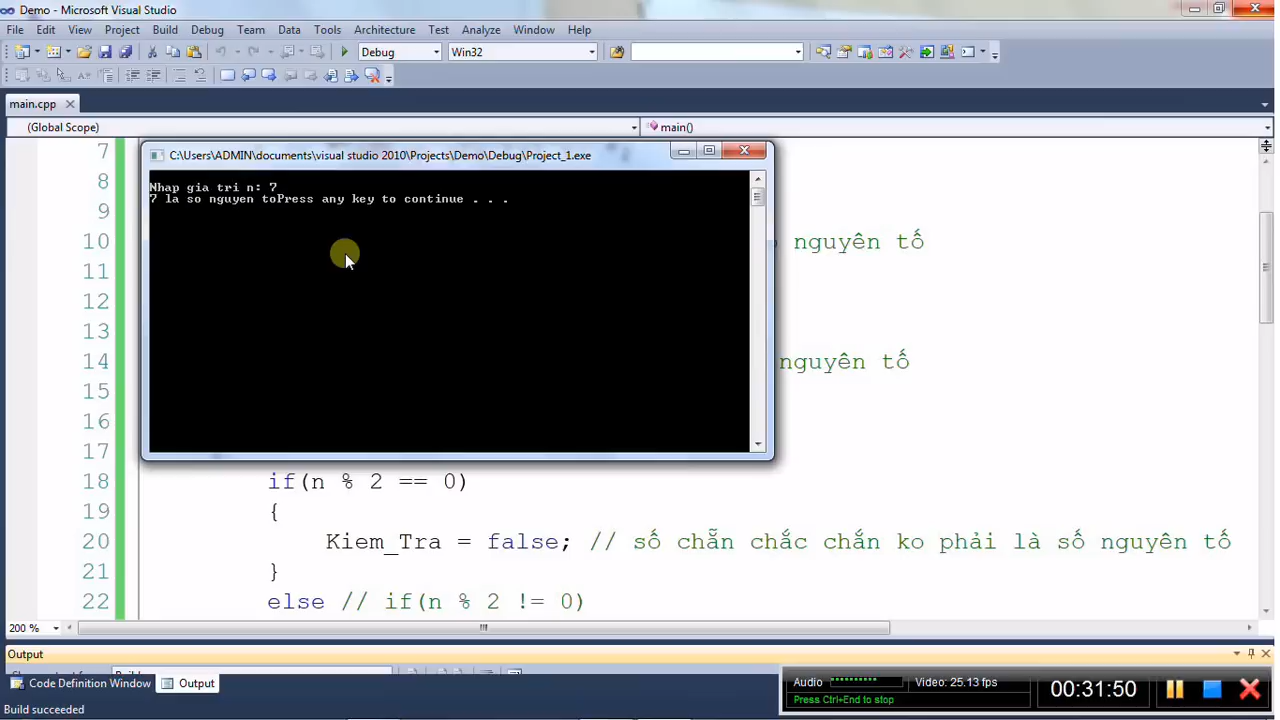 Demo - Microsoft Visual Studio
File Edit View Project Build Debug Team Data Tools Architecture Test Analyze Window Help
Debug Win32
main.cpp
(Global Scope) main()
7
C:\Users\ADMIN\documents\visual studio 2010\Projects\Demo\Debug\Project_1.exe
8
Nhap gia tri n: 7
7 la so nguyen toPress any key to continue . . .
9
10 nguyên tố
11
12
13
14 nguyên tố
15
16
17
18 if(n % 2 == 0)
19 {
20 Kiem_Tra = false; // số chẵn chắc chắn ko phải là số nguyên tố
21 }
22 else // if(n % 2 != 0)
200 %
Output
Code Definition Window Output
Build succeeded
Audio Video: 25.13 fps
Press Ctrl+End to stop
00:31:50